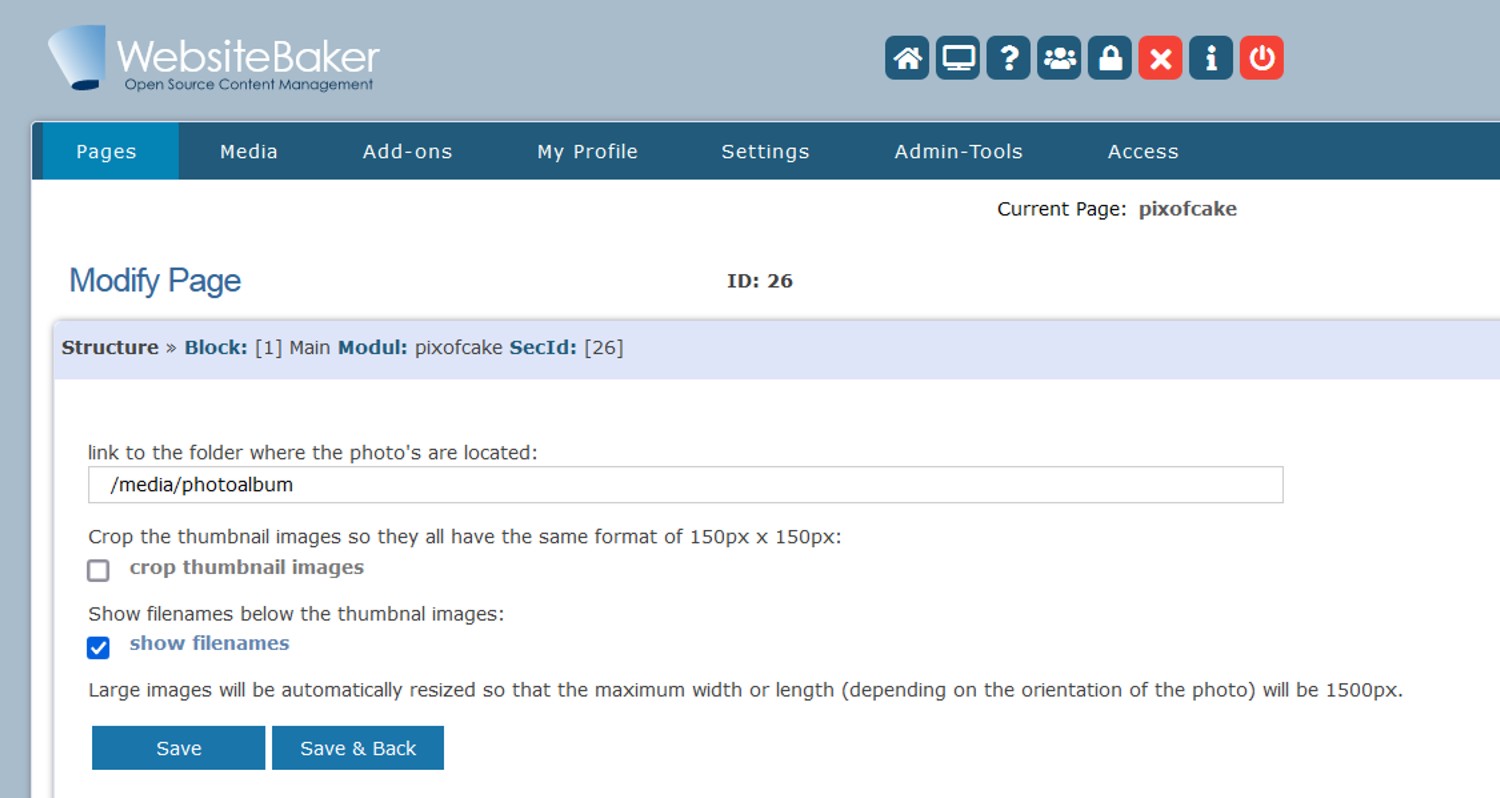 WebsiteBaker
Open Source Content Management
Pages Media Add-ons My Profile Settings Admin-Tools Access
Current Page: pixofcake
Modify Page ID: 26
Structure » Block: [1] Main Modul: pixofcake SecId: [26]
link to the folder where the photo's are located:
/media/photoalbum
Crop the thumbnail images so they all have the same format of 150px x 150px:
crop thumbnail images
Show filenames below the thumbnal images:
show filenames
Large images will be automatically resized so that the maximum width or length (depending on the orientation of the photo) will be 1500px.
Save Save & Back